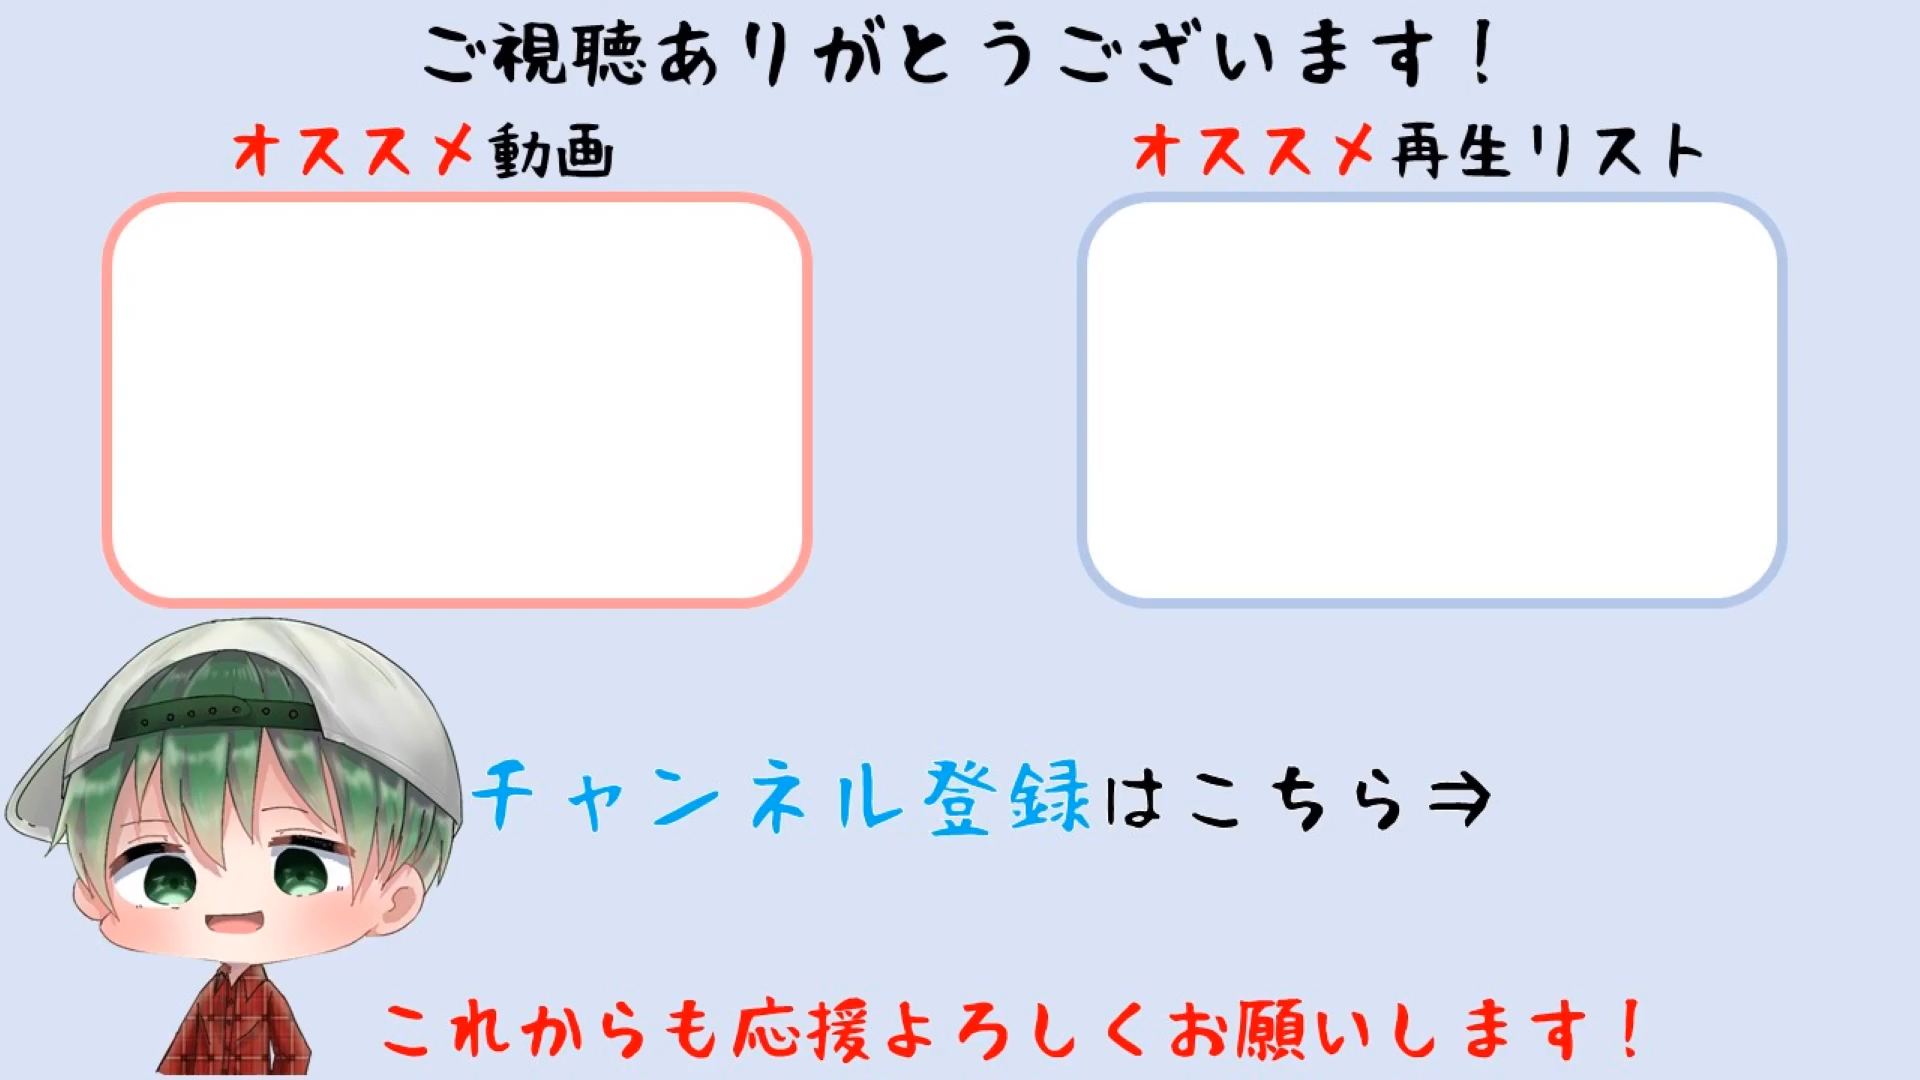 ご視聴ありがとうございます！
オススメ動画
オススメ再生リスト
チャンネル登録はこちら⇒
これからも応援よろしくお願いします！